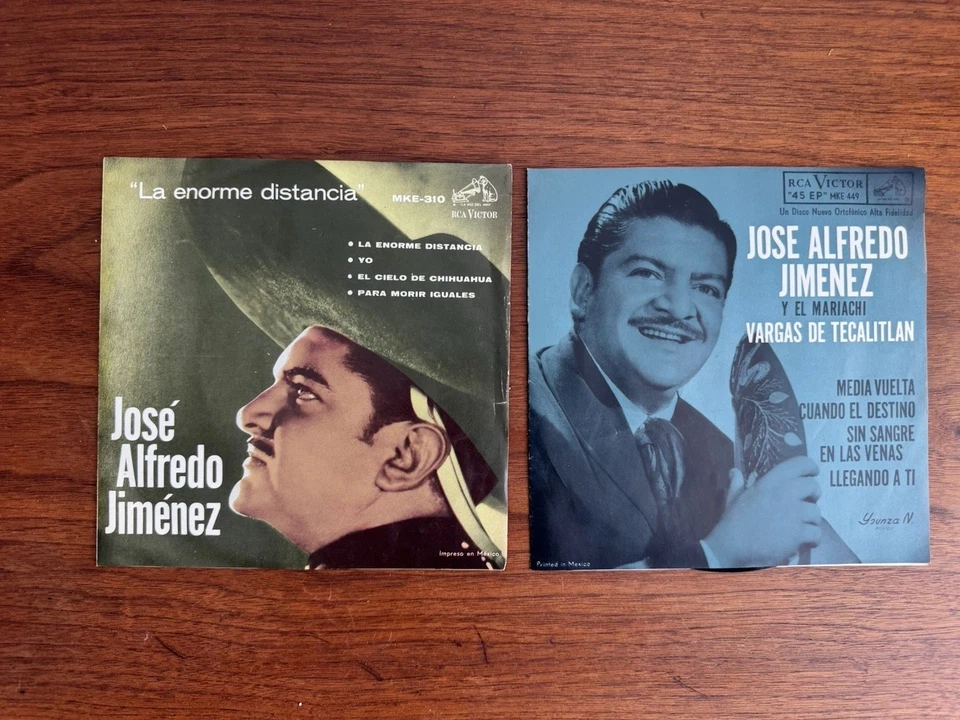 "La enorme distancia"
MKE-310
RCA VICTOR
• LA ENORME DISTANCIA
• YO
• EL CIELO DE CHIHUAHUA
• PARA MORIR IGUALES
José
Alfredo
Jiménez
Impreso en México
RCA VICTOR
"45 EP" MKE-449
Un Disco Nuevo Ortofónico Alta Fidelidad
JOSE ALFREDO
JIMENEZ
Y EL MARIACHI
VARGAS DE TECALITLAN
MEDIA VUELTA
CUANDO EL DESTINO
SIN SANGRE
EN LAS VENAS
LLEGANDO A TI
Younza N.
Printed in Mexico